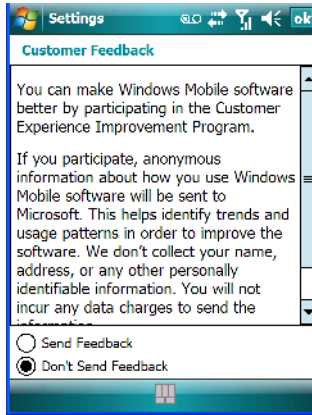 Settings
ok
Customer Feedback
You can make Windows Mobile software
better by participating in the Customer
Experience Improvement Program.
If you participate, anonymous
information about how you use Windows
Mobile software will be sent to
Microsoft. This helps identify trends and
usage patterns in order to improve the
software. We don't collect your name,
address, or any other personally
identifiable information. You will not
incur any data charges to send the
information.
Send Feedback
Don't Send Feedback